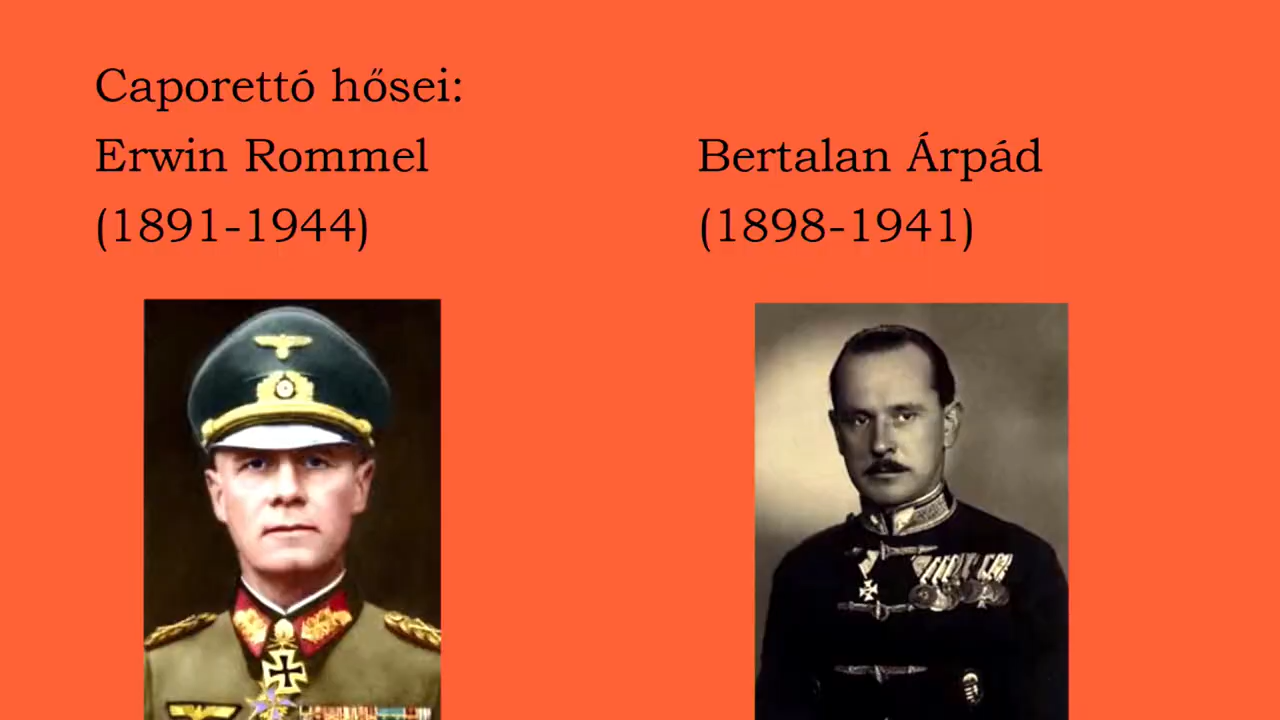 Caporettó hősei:
Erwin Rommel
(1891-1944)
Bertalan Árpád
(1898-1941)